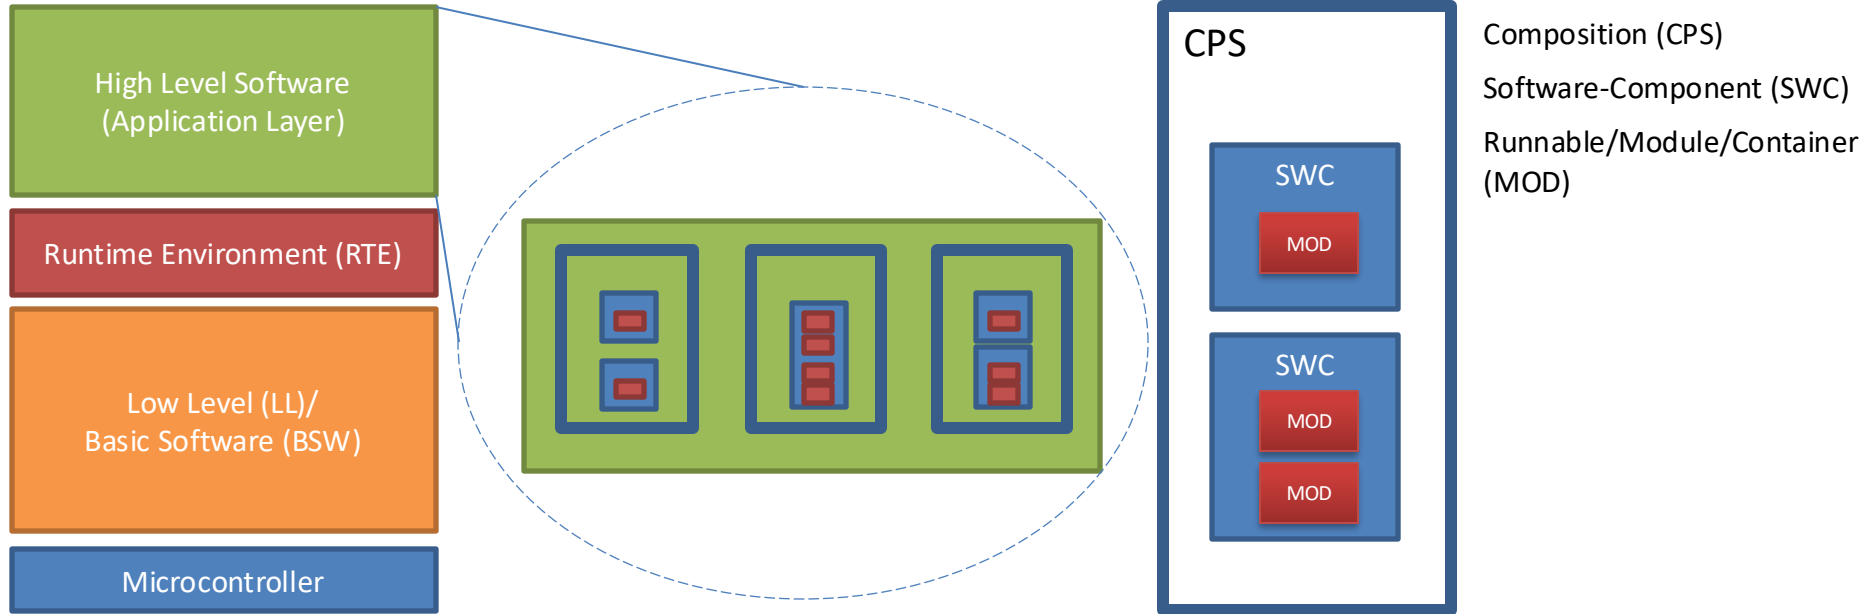 High Level Software
(Application Layer)
Runtime Environment (RTE)
Low Level (LL)/
Basic Software (BSW)
Microcontroller
CPS
SWC
MOD
SWC
MOD
MOD
Composition (CPS)
Software-Component (SWC)
Runnable/Module/Container
(MOD)